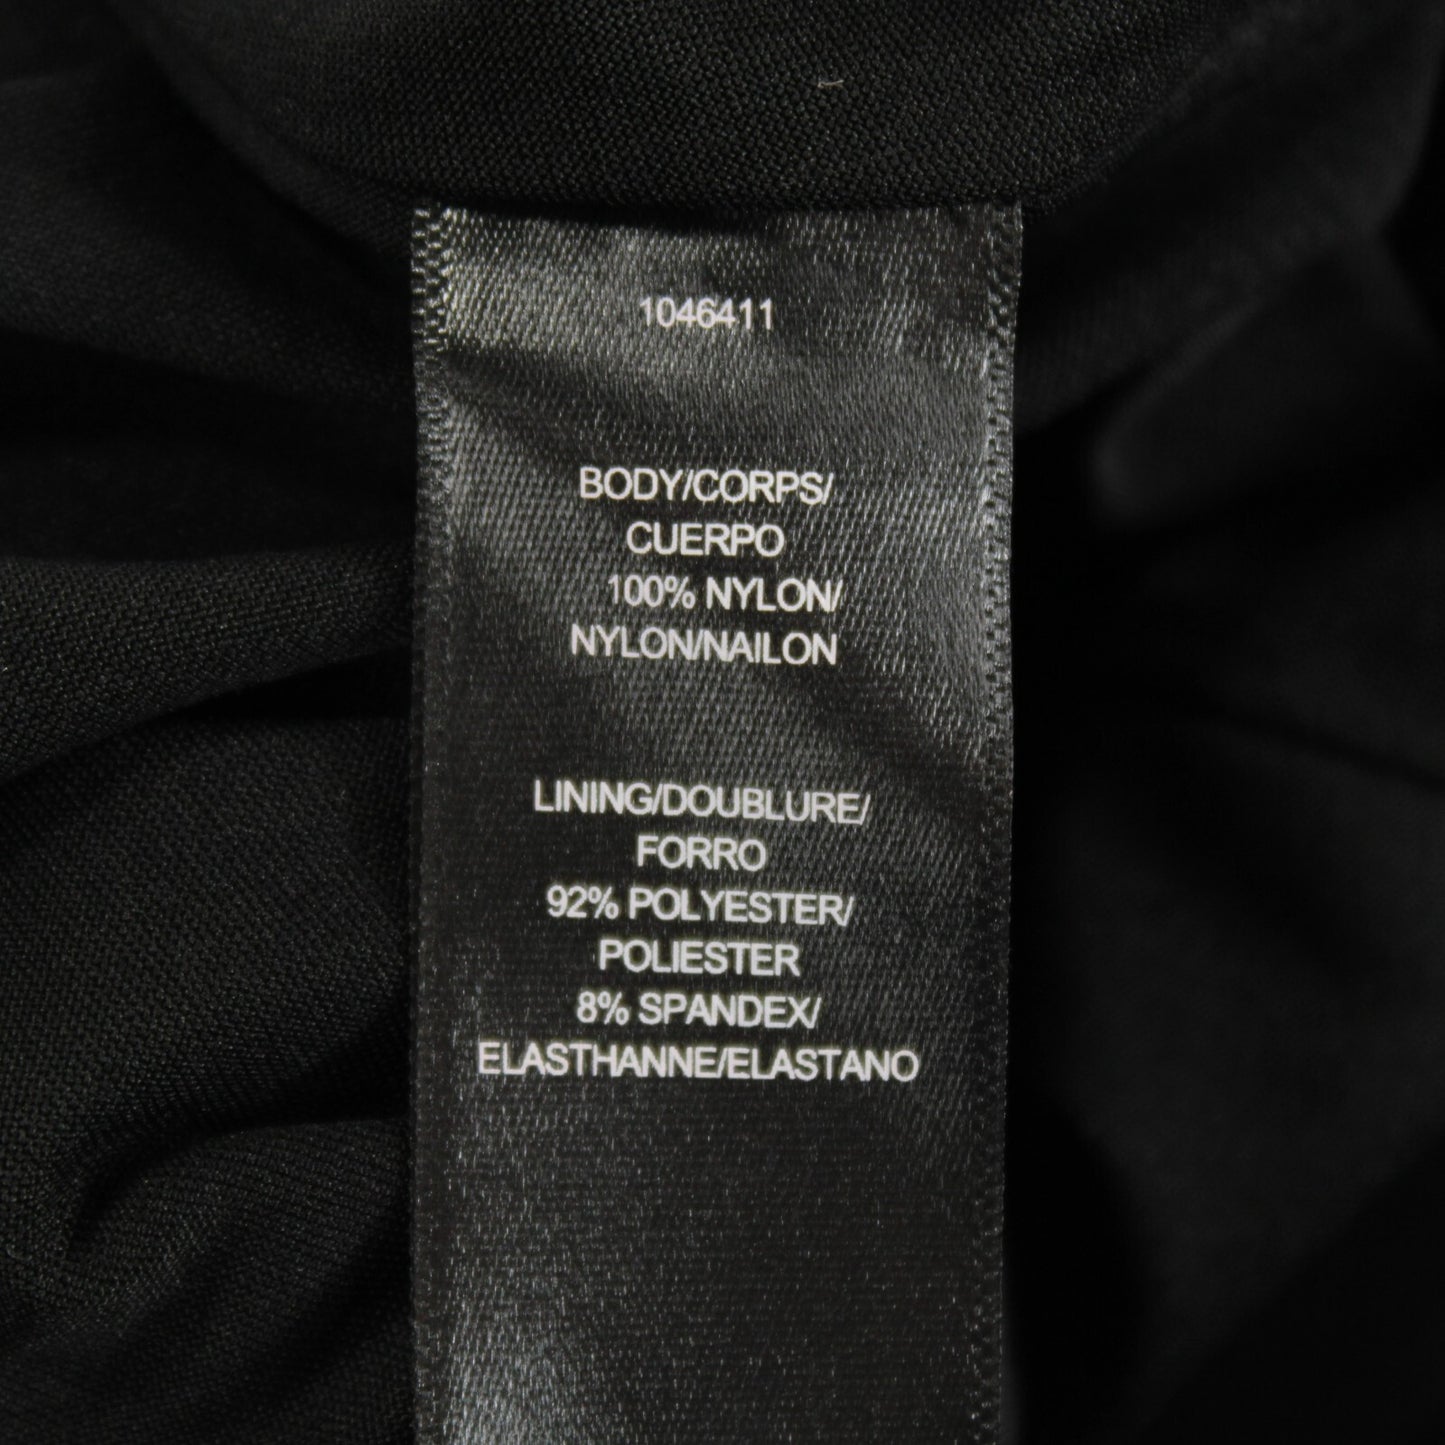 1046411
BODY/CORPS/
CUERPO
100% NYLON/
NYLON/NAILON
LINING/DOUBLURE/
FORRO
92% POLYESTER/
POLIESTER
8% SPANDEX/
ELASTHANNE/ELASTANO